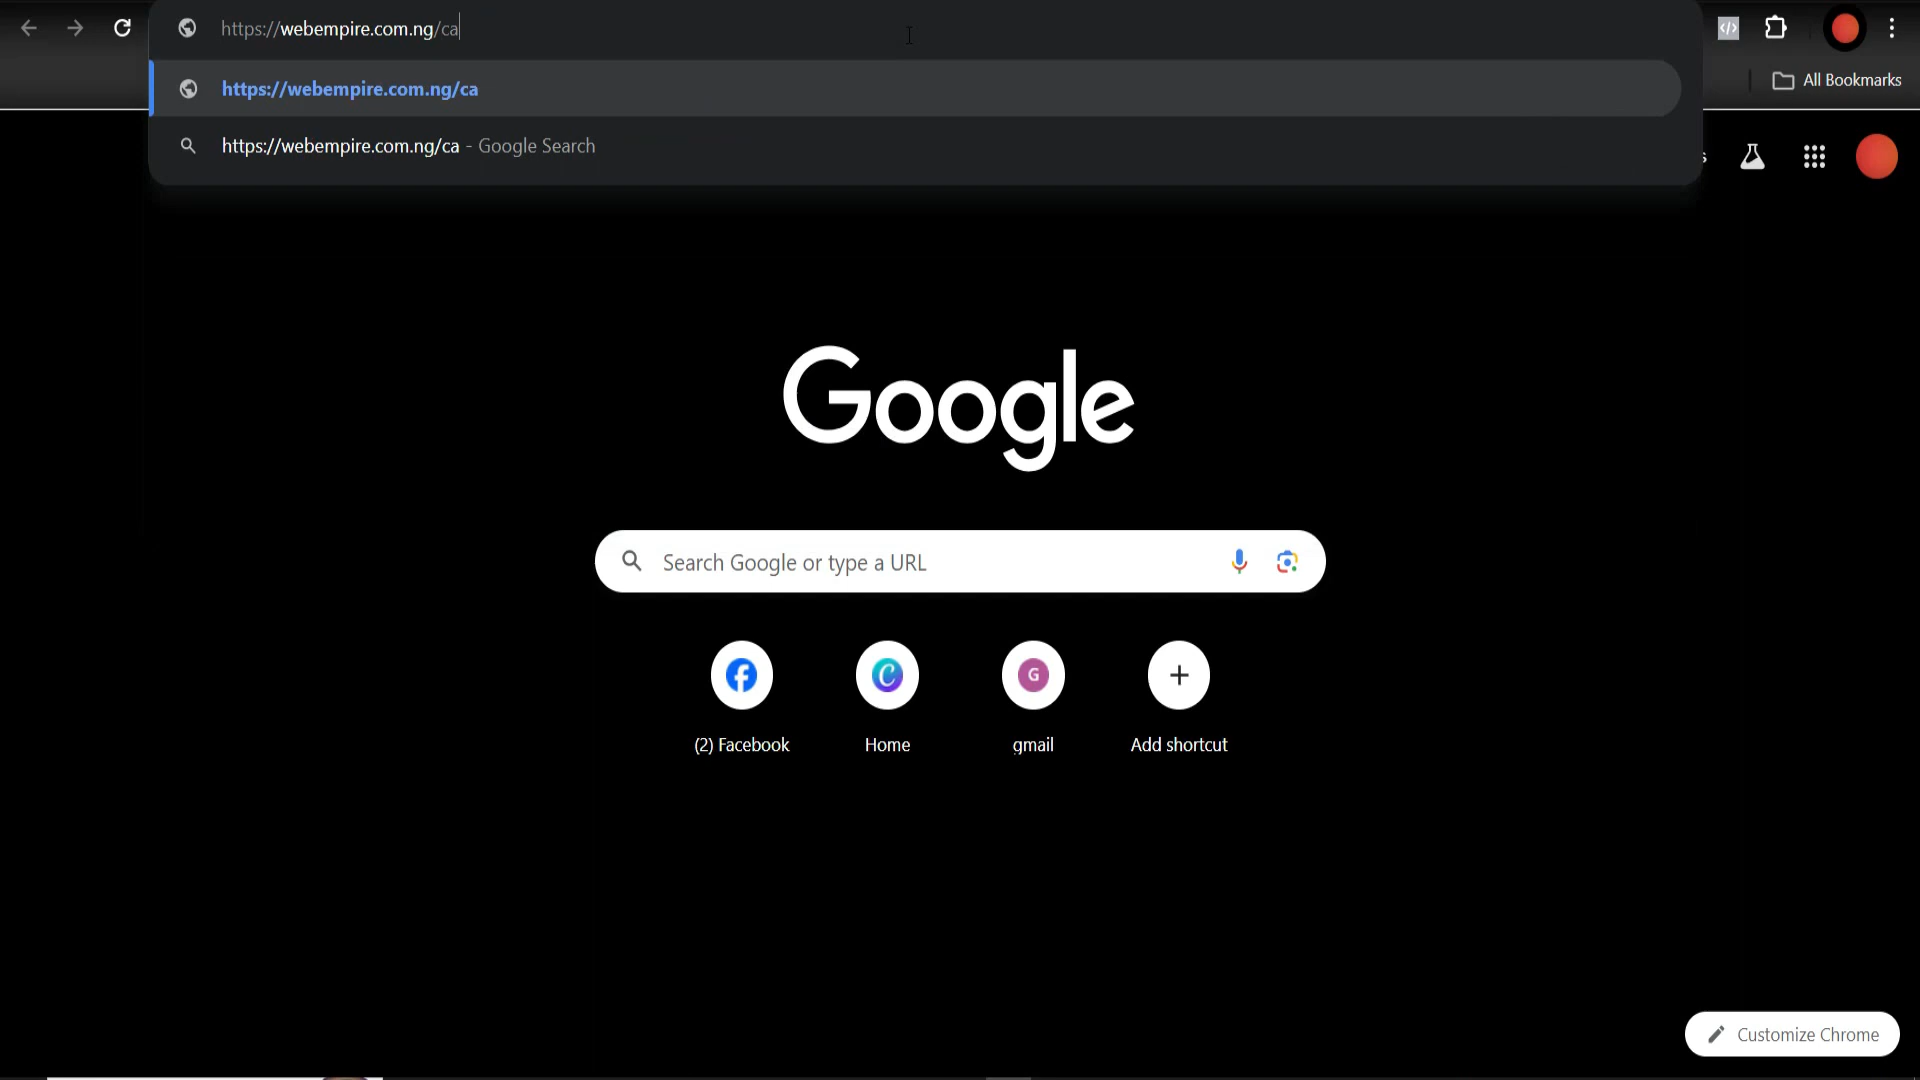 https://webempire.com.ng/ca
https://webempire.com.ng/ca
https://webempire.com.ng/ca - Google Search
All Bookmarks
Google
Search Google or type a URL
G
(2) Facebook
Home
gmail
Add shortcut
Customize Chrome